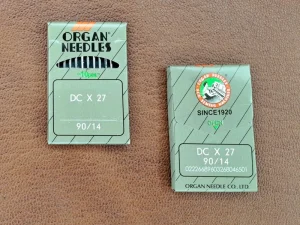 ORGAN
NEEDLES
DC X 27
90/14
SINCE1920
DC X 27
90/14
ORGAN NEEDLE CO. LTD.